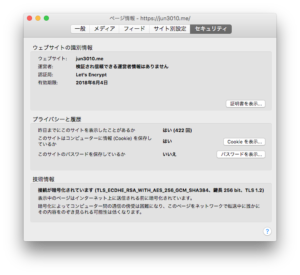 ページ情報 - https://jun3010.me/
一般 メディア フィード サイト別設定 セキュリティ
ウェブサイトの識別情報
ウェブサイト: jun3010.me
運営者: 検証され信頼できる運営者情報はありません
認証局: Let's Encrypt
有効期限: 2018年6月4日
証明書を表示...
プライバシーと履歴
昨日までにこのサイトを表示したことがあるか はい (422 回)
このサイトはコンピューターに情報 (Cookie) を保存しているか はい Cookie を表示...
このサイトのパスワードを保存しているか いいえ パスワードを表示...
技術情報
接続が暗号化されています (TLS_ECDHE_RSA_WITH_AES_256_GCM_SHA384、鍵長 256 bit、TLS 1.2)
表示中のページはインターネット上に送信される前に暗号化されています。
暗号化によってコンピューター間の通信の傍受は困難になり、このページをネットワークで転送中に誰かにその内容をのぞき見られる可能性は低くなります。
?